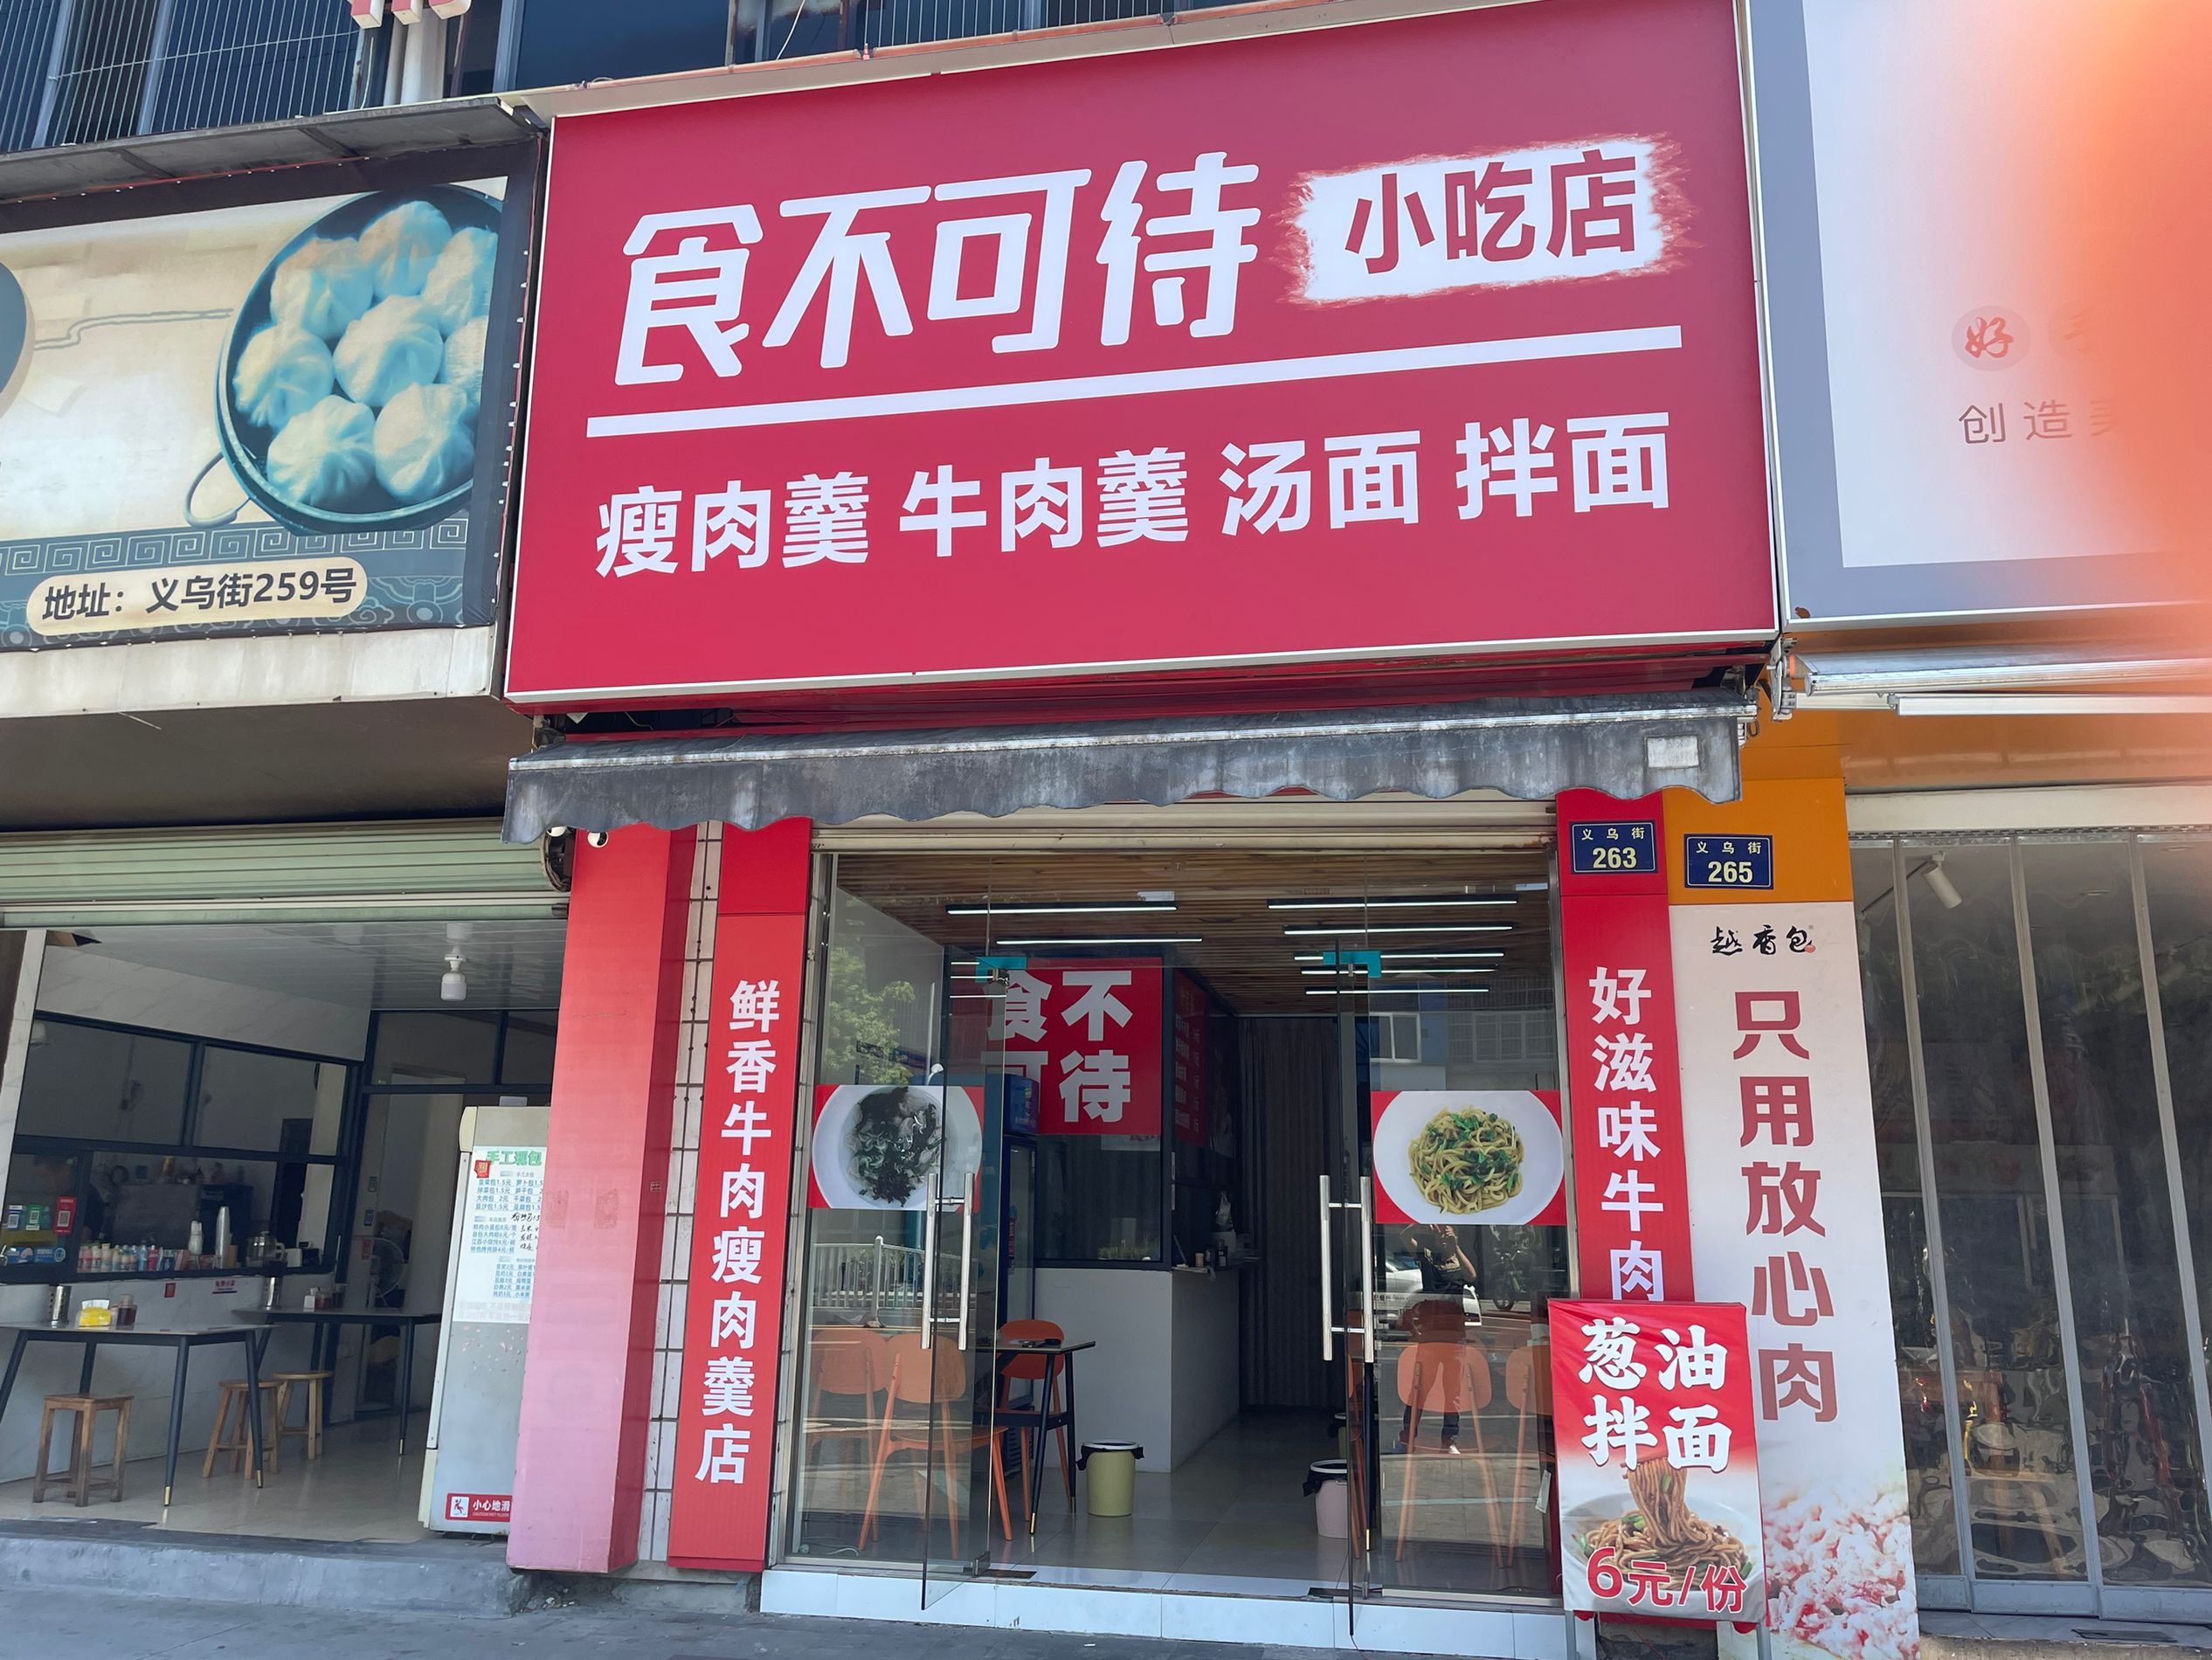 食不可待 小吃店
瘦肉羹 牛肉羹 汤面 拌面
地址：义乌街259号
好
创造
义乌街
263
义乌街
265
越香包
只用放心肉
鲜香牛肉瘦肉羹店
食不
可待
好滋味牛肉
葱油
拌面
6元/份
手工福包
小心地滑